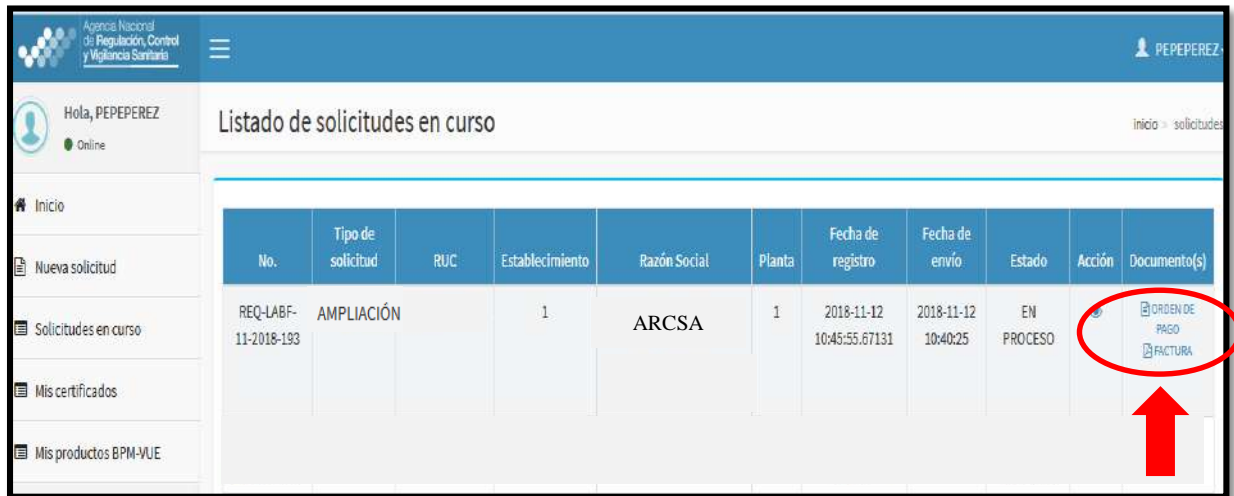 Agencia Nacional
de Regulación, Control
y Vigilancia Sanitaria
PEPEPEREZ
Hola, PEPEPEREZ
Online
Listado de solicitudes en curso
inicio > solicitudes
Inicio
Nueva solicitud
Solicitudes en curso
Mis certificados
Mis productos BPM-VUE
No.
Tipo de
solicitud
RUC
Establecimiento
Razón Social
Planta
Fecha de
registro
Fecha de
envío
Estado
Acción
Documento(s)
REQ-LABF-
11-2018-193
AMPLIACIÓN
1
ARCSA
1
2018-11-12
10:45:55.67131
2018-11-12
10:40:25
EN
PROCESO
ORDEN DE
PAGO
FACTURA